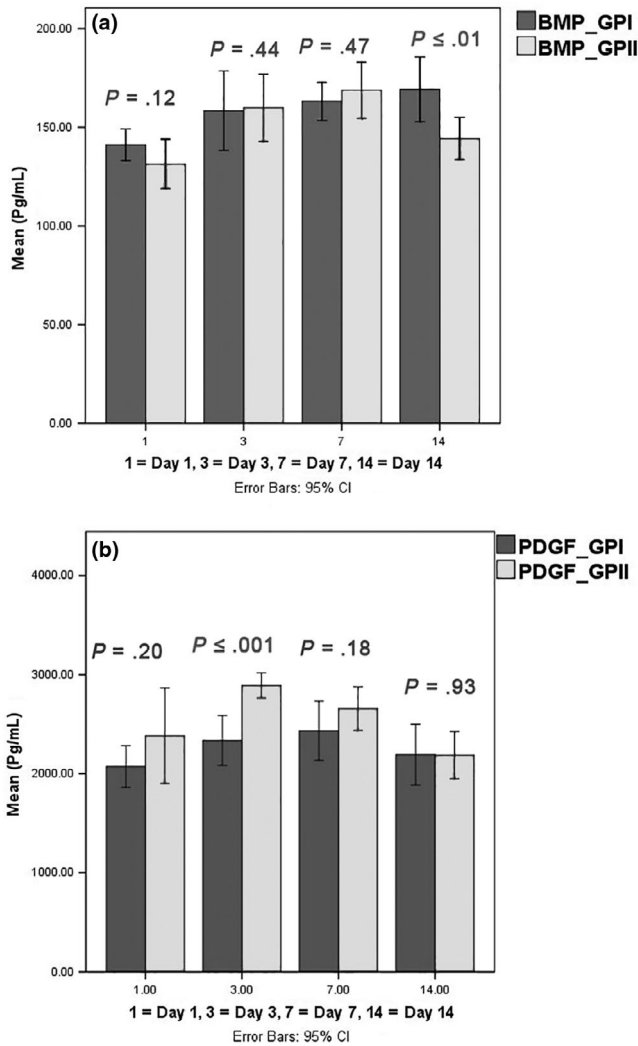 (a)
BMP_GPI
BMP_GPII
200.00
150.00
100.00
50.00
0.00
Mean (Pg/mL)
P = .12
P = .44
P = .47
P ≤ .01
1
3
7
14
1 = Day 1, 3 = Day 3, 7 = Day 7, 14 = Day 14
Error Bars: 95% CI
(b)
PDGF_GPI
PDGF_GPII
4000.00
3000.00
2000.00
1000.00
0.00
Mean (Pg/mL)
P = .20
P ≤ .001
P = .18
P = .93
1.00
3.00
7.00
14.00
1 = Day 1, 3 = Day 3, 7 = Day 7, 14 = Day 14
Error Bars: 95% CI